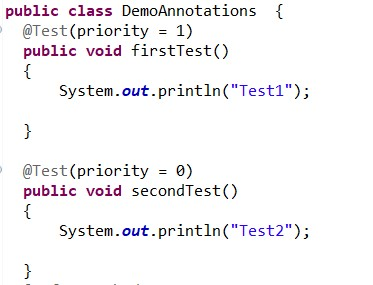 public class DemoAnnotations {
@Test(priority = 1)
public void firstTest()
{
System.out.println("Test1");
}
@Test(priority = 0)
public void secondTest()
{
System.out.println("Test2");
}